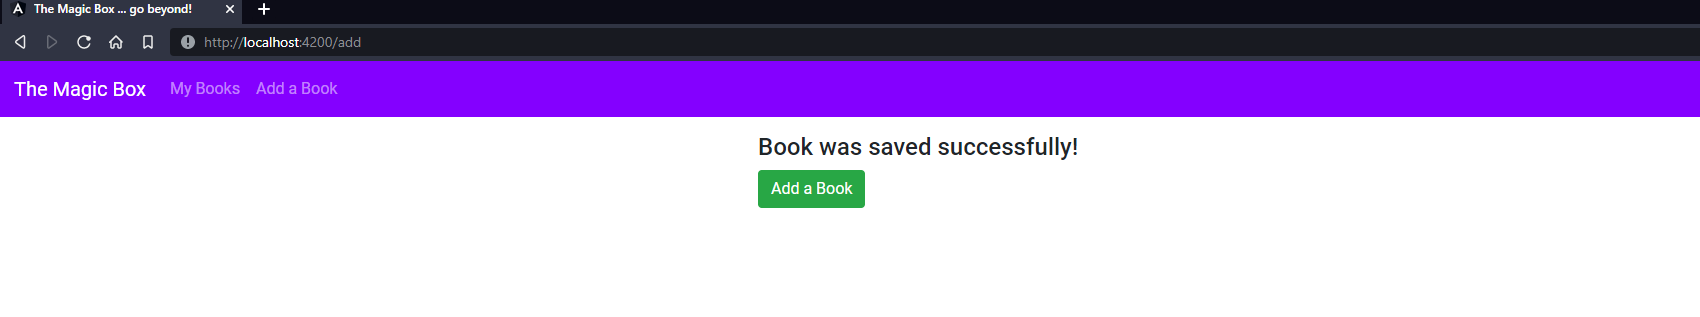 The Magic Box ... go beyond!
http://localhost:4200/add
The Magic Box My Books Add a Book
Book was saved successfully!
Add a Book